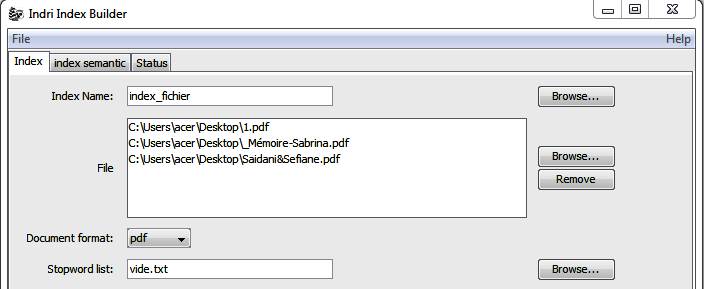 Indri Index Builder
File Help
Index index semantic Status
Index Name: index_fichier Browse...
C:\Users\acer\Desktop\1.pdf
C:\Users\acer\Desktop\_Mémoire-Sabrina.pdf
C:\Users\acer\Desktop\Saidani&Sefiane.pdf
File Browse...
Remove
Document format: pdf
Stopword list: vide.txt Browse...